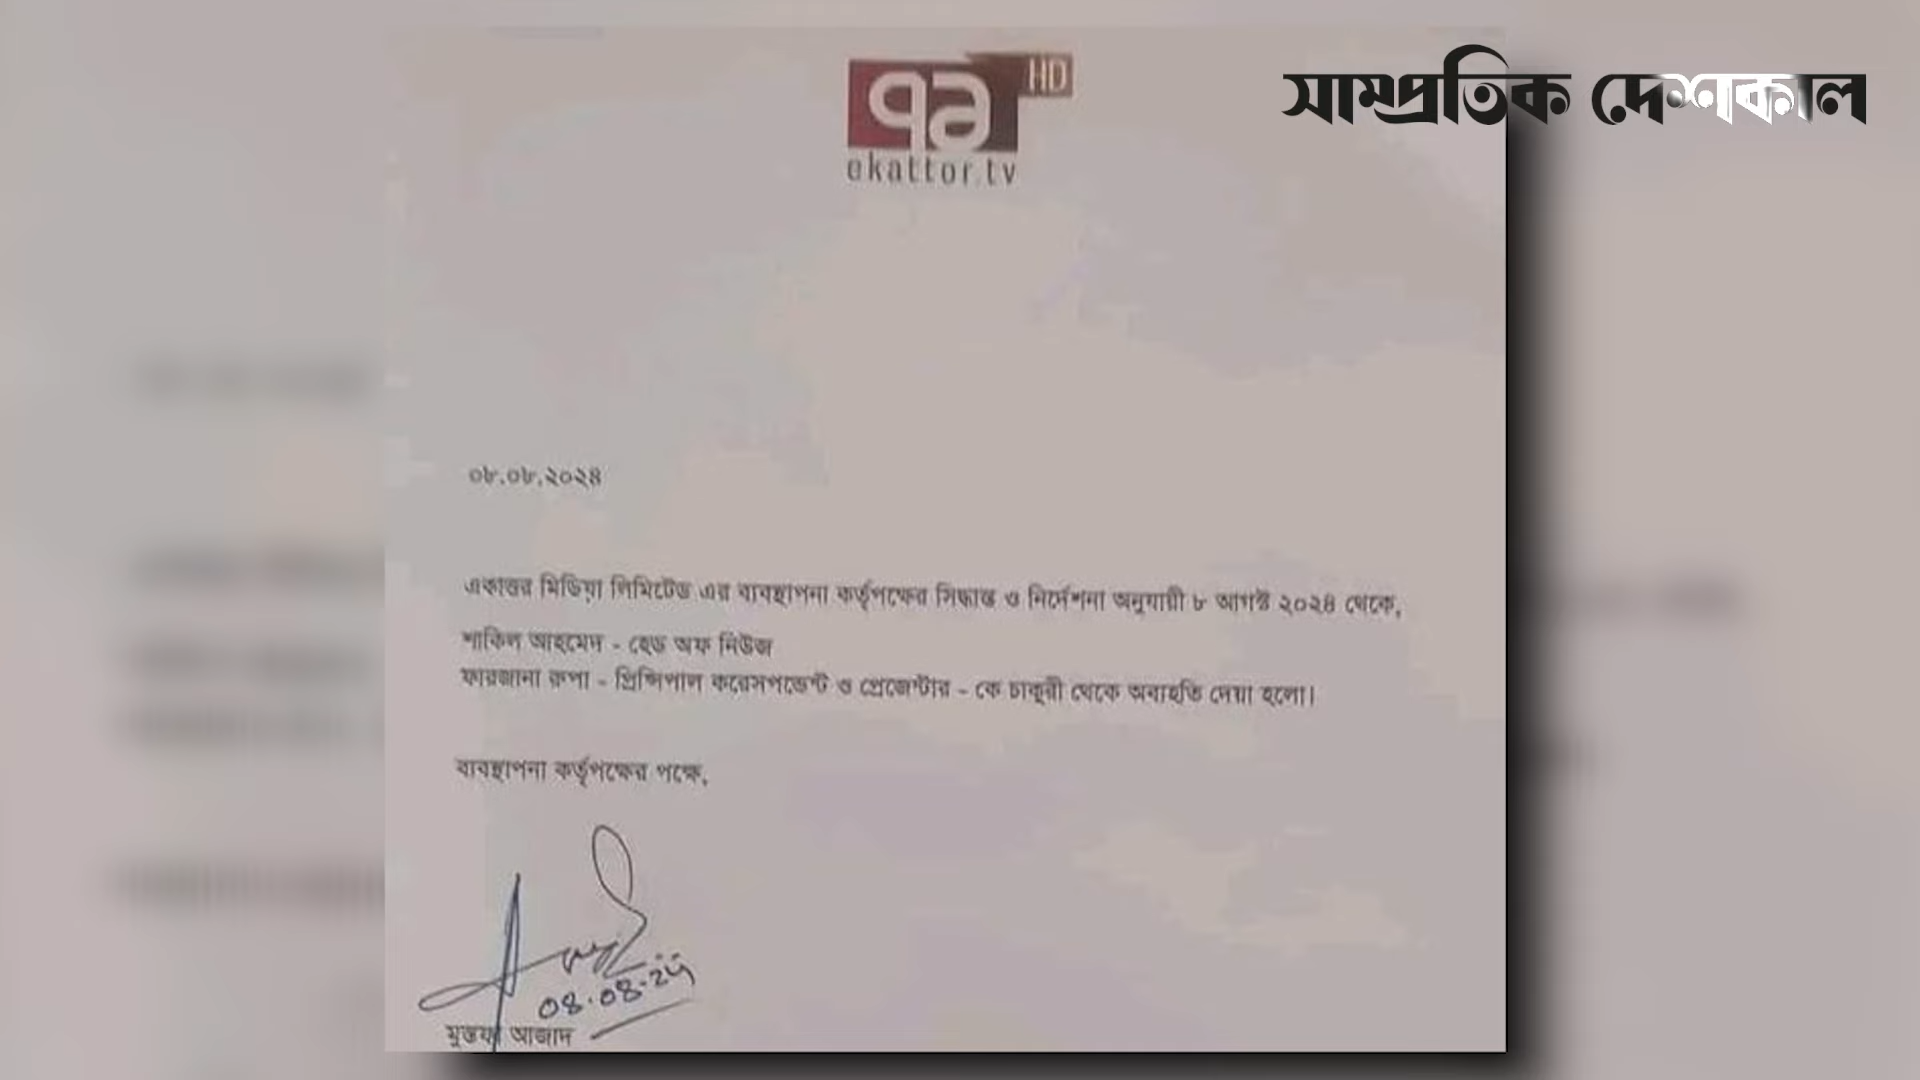 সাম্প্রতিক দেশকাল
৭১ HD
ekattor.tv
০৮.০৮.২০২৪
একাত্তর মিডিয়া লিমিটেড এর ব্যবস্থাপনা কর্তৃপক্ষের সিদ্ধান্ত ও নির্দেশনা অনুযায়ী ৮ আগস্ট ২০২৪ থেকে,
শাকিল আহমেদ - হেড অফ নিউজ
ফারজানা রুপা - প্রিন্সিপাল করেসপন্ডেন্ট ও প্রেজেন্টার - কে চাকুরী থেকে অব্যাহতি দেয়া হলো।
ব্যবস্থাপনা কর্তৃপক্ষের পক্ষে,
08.08.24
মুস্তফা আজাদ